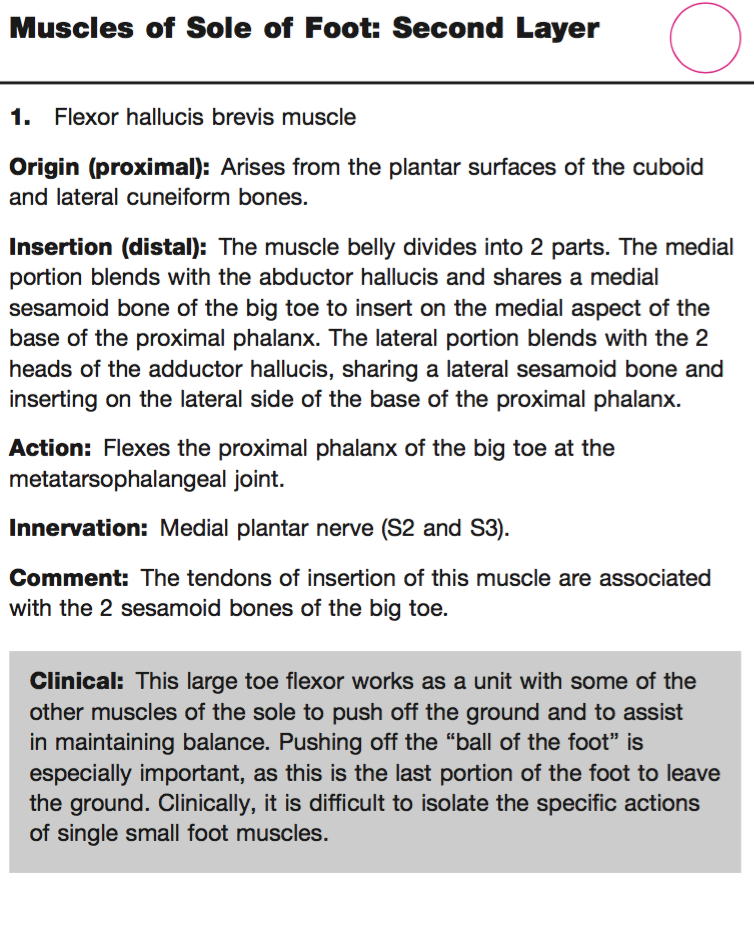 Muscles of Sole of Foot: Second Layer
1. Flexor hallucis brevis muscle
Origin (proximal): Arises from the plantar surfaces of the cuboid
and lateral cuneiform bones.
Insertion (distal): The muscle belly divides into 2 parts. The medial
portion blends with the abductor hallucis and shares a medial
sesamoid bone of the big toe to insert on the medial aspect of the
base of the proximal phalanx. The lateral portion blends with the 2
heads of the adductor hallucis, sharing a lateral sesamoid bone and
inserting on the lateral side of the base of the proximal phalanx.
Action: Flexes the proximal phalanx of the big toe at the
metatarsophalangeal joint.
Innervation: Medial plantar nerve (S2 and S3).
Comment: The tendons of insertion of this muscle are associated
with the 2 sesamoid bones of the big toe.
Clinical: This large toe flexor works as a unit with some of the
other muscles of the sole to push off the ground and to assist
in maintaining balance. Pushing off the “ball of the foot” is
especially important, as this is the last portion of the foot to leave
the ground. Clinically, it is difficult to isolate the specific actions
of single small foot muscles.